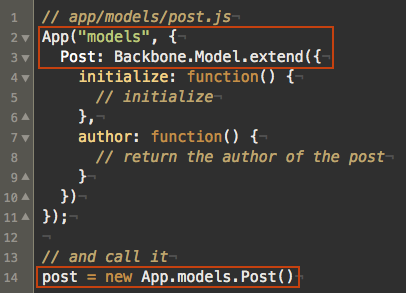 1 // app/models/post.js¬
2 App("models", {¬
3 Post: Backbone.Model.extend({¬
4 initialize: function() {¬
5 // initialize¬
6 },¬
7 author: function() {¬
8 // return the author of the post¬
9 }¬
10 })¬
11 });¬
12 ¬
13 // and call it¬
14 post = new App.models.Post()¬